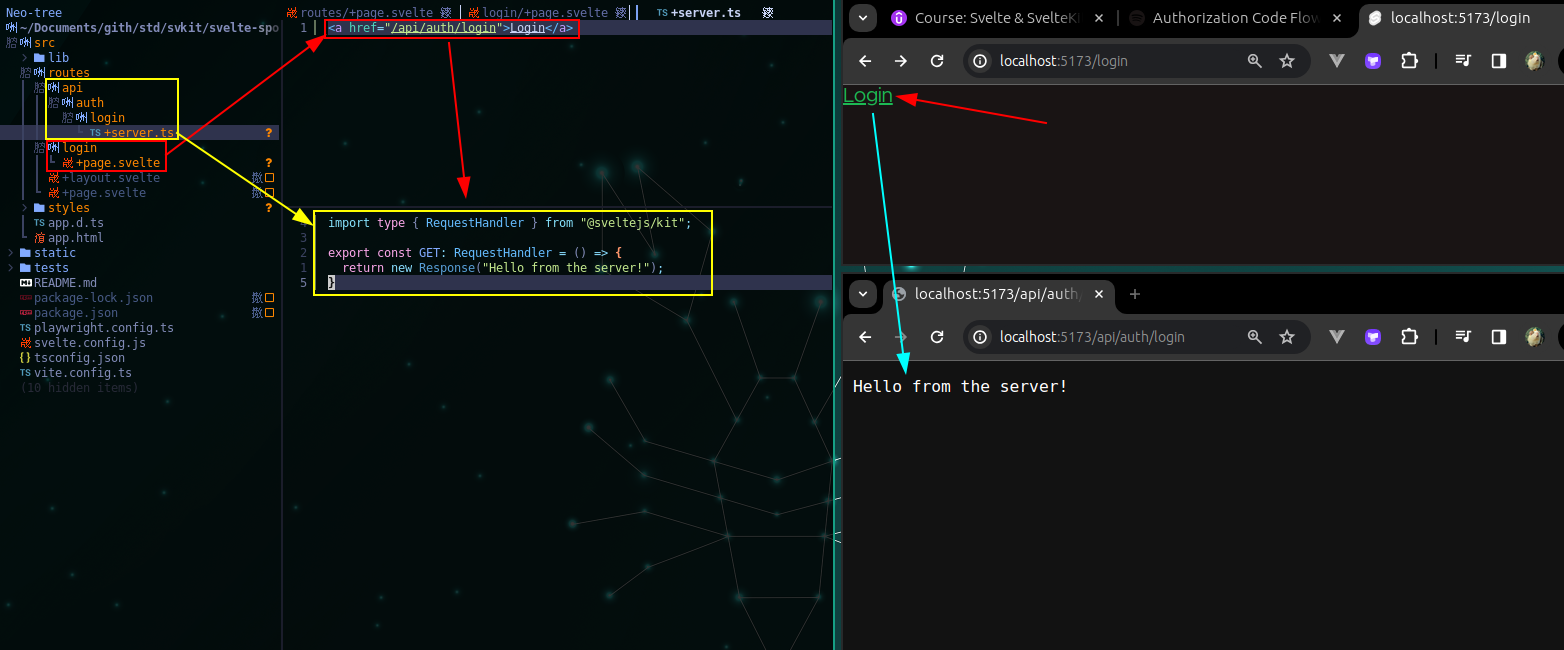 Neo-tree
~/Documents/gith/std/svkit/svelte-spo
src
lib
routes
api
auth
login
TS +server.ts ?
login
+page.svelte ?
+layout.svelte
+page.svelte
styles ?
TS app.d.ts
app.html
static
tests
README.md
package-lock.json
package.json
TS playwright.config.ts
svelte.config.js
{} tsconfig.json
TS vite.config.ts
(10 hidden items)
routes/+page.svelte
login/+page.svelte
TS +server.ts
1 <a href="/api/auth/login">Login</a>
4 import type { RequestHandler } from "@sveltejs/kit";
3
2 export const GET: RequestHandler = () => {
1 return new Response("Hello from the server!");
5 }
Course: Svelte & SvelteKi
Authorization Code Flow
localhost:5173/login
localhost:5173/login
Login
localhost:5173/api/auth/
localhost:5173/api/auth/login
Hello from the server!